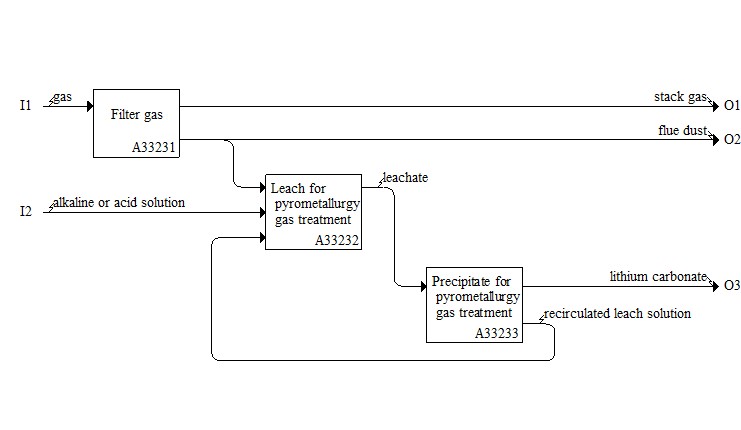 I1
gas
Filter gas
A33231
stack gas
O1
flue dust
O2
Leach for
pyrometallurgy
gas treatment
A33232
leachate
I2
alkaline or acid solution
Precipitate for
pyrometallurgy
gas treatment
A33233
lithium carbonate
O3
recirculated leach solution